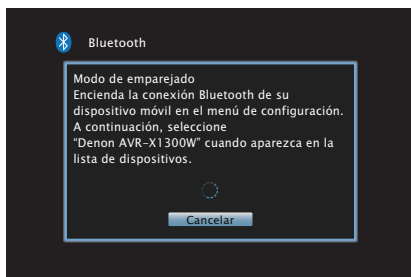 Bluetooth
Modo de emparejado
Encienda la conexión Bluetooth de su
dispositivo móvil en el menú de configuración.
A continuación, seleccione
“Denon AVR-X1300W” cuando aparezca en la
lista de dispositivos.
Cancelar